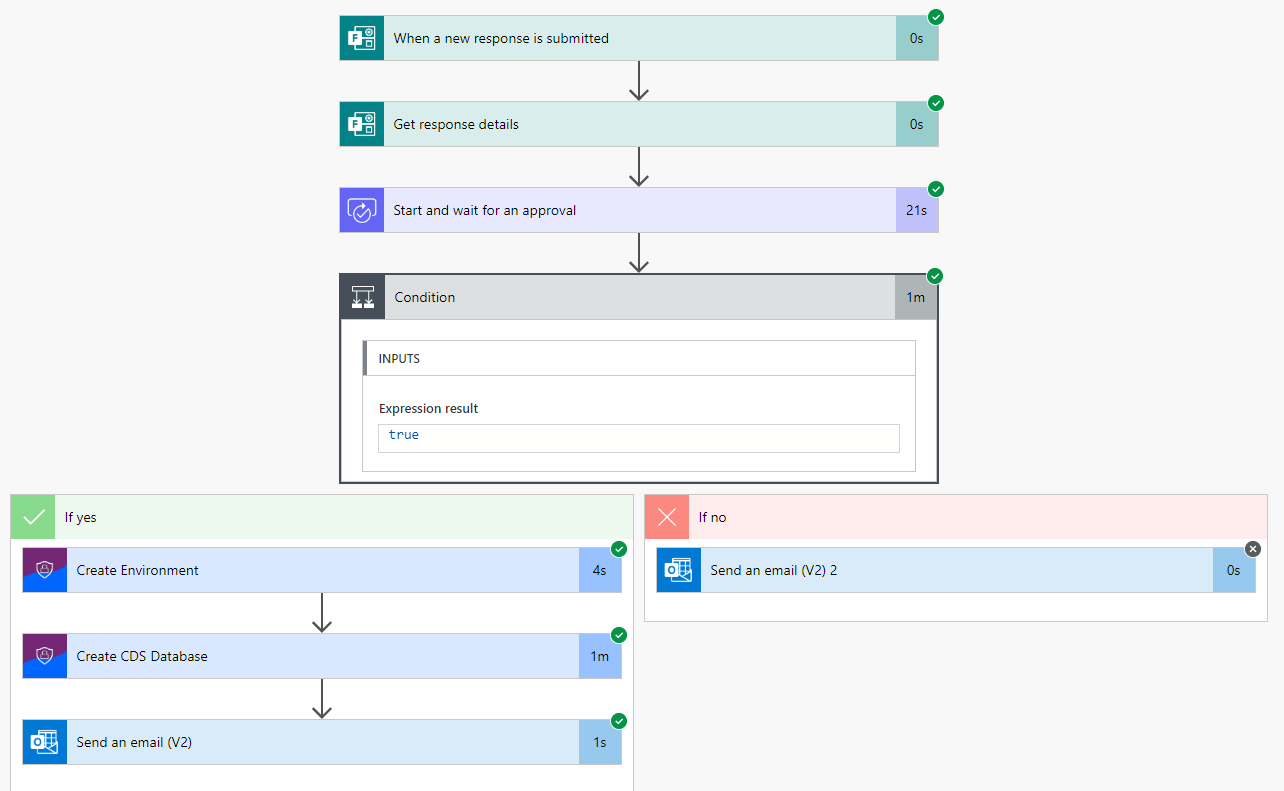 When a new response is submitted
0s
Get response details
0s
Start and wait for an approval
21s
Condition
1m
INPUTS
Expression result
true
If yes
Create Environment
4s
Create CDS Database
1m
Send an email (V2)
1s
If no
Send an email (V2) 2
0s